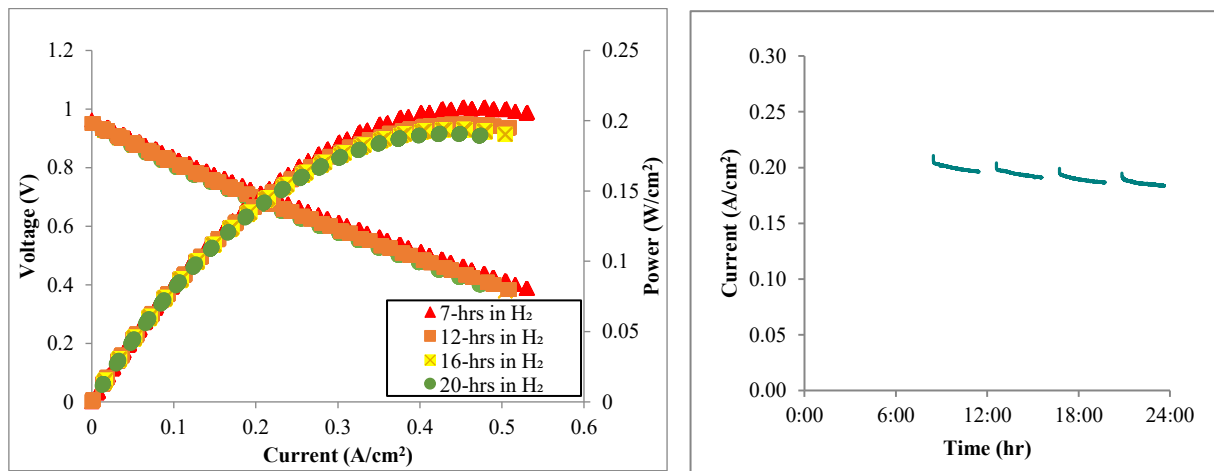 1.2
1
0.8
0.6
0.4
0.2
0
Voltage (V)
0.25
0.2
0.15
0.1
0.05
0
Power (W/cm²)
7-hrs in H₂
12-hrs in H₂
16-hrs in H₂
20-hrs in H₂
0 0.1 0.2 0.3 0.4 0.5 0.6
Current (A/cm²)
0.30
0.25
0.20
0.15
0.10
0.05
0.00
Current (A/cm²)
0:00 6:00 12:00 18:00 24:00
Time (hr)